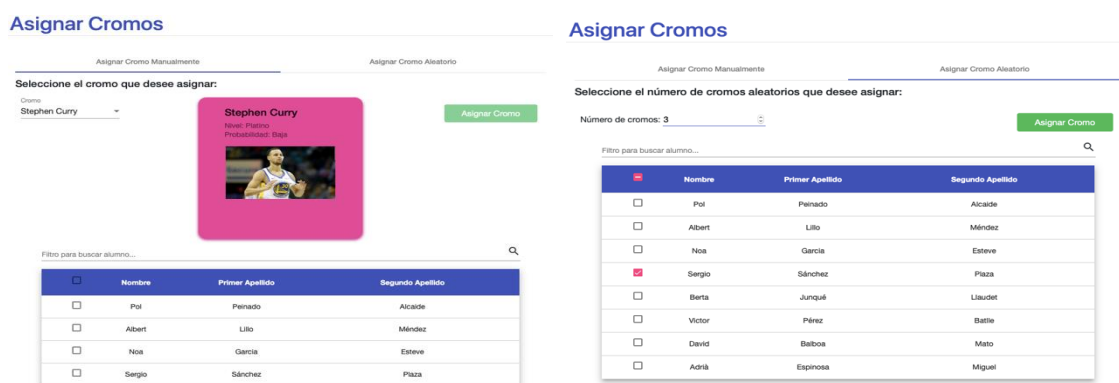 Asignar Cromos
Asignar Cromo Manualmente Asignar Cromo Aleatorio
Seleccione el cromo que desee asignar:
Cromo
Stephen Curry
Stephen Curry
Nivel: Platino
Probabilidad: Baja
Asignar Cromo
Filtro para buscar alumno...
Nombre Primer Apellido Segundo Apellido
Pol Peinado Alcaide
Albert Lillo Méndez
Noa Garcia Esteve
Sergio Sánchez Plaza
Asignar Cromos
Asignar Cromo Manualmente Asignar Cromo Aleatorio
Seleccione el número de cromos aleatorios que desee asignar:
Número de cromos: 3
Asignar Cromo
Filtro para buscar alumno...
Nombre Primer Apellido Segundo Apellido
Pol Peinado Alcaide
Albert Lillo Méndez
Noa Garcia Esteve
Sergio Sánchez Plaza
Berta Junqué Llaudet
Victor Pérez Batlle
David Balboa Mato
Adrià Espinosa Miguel